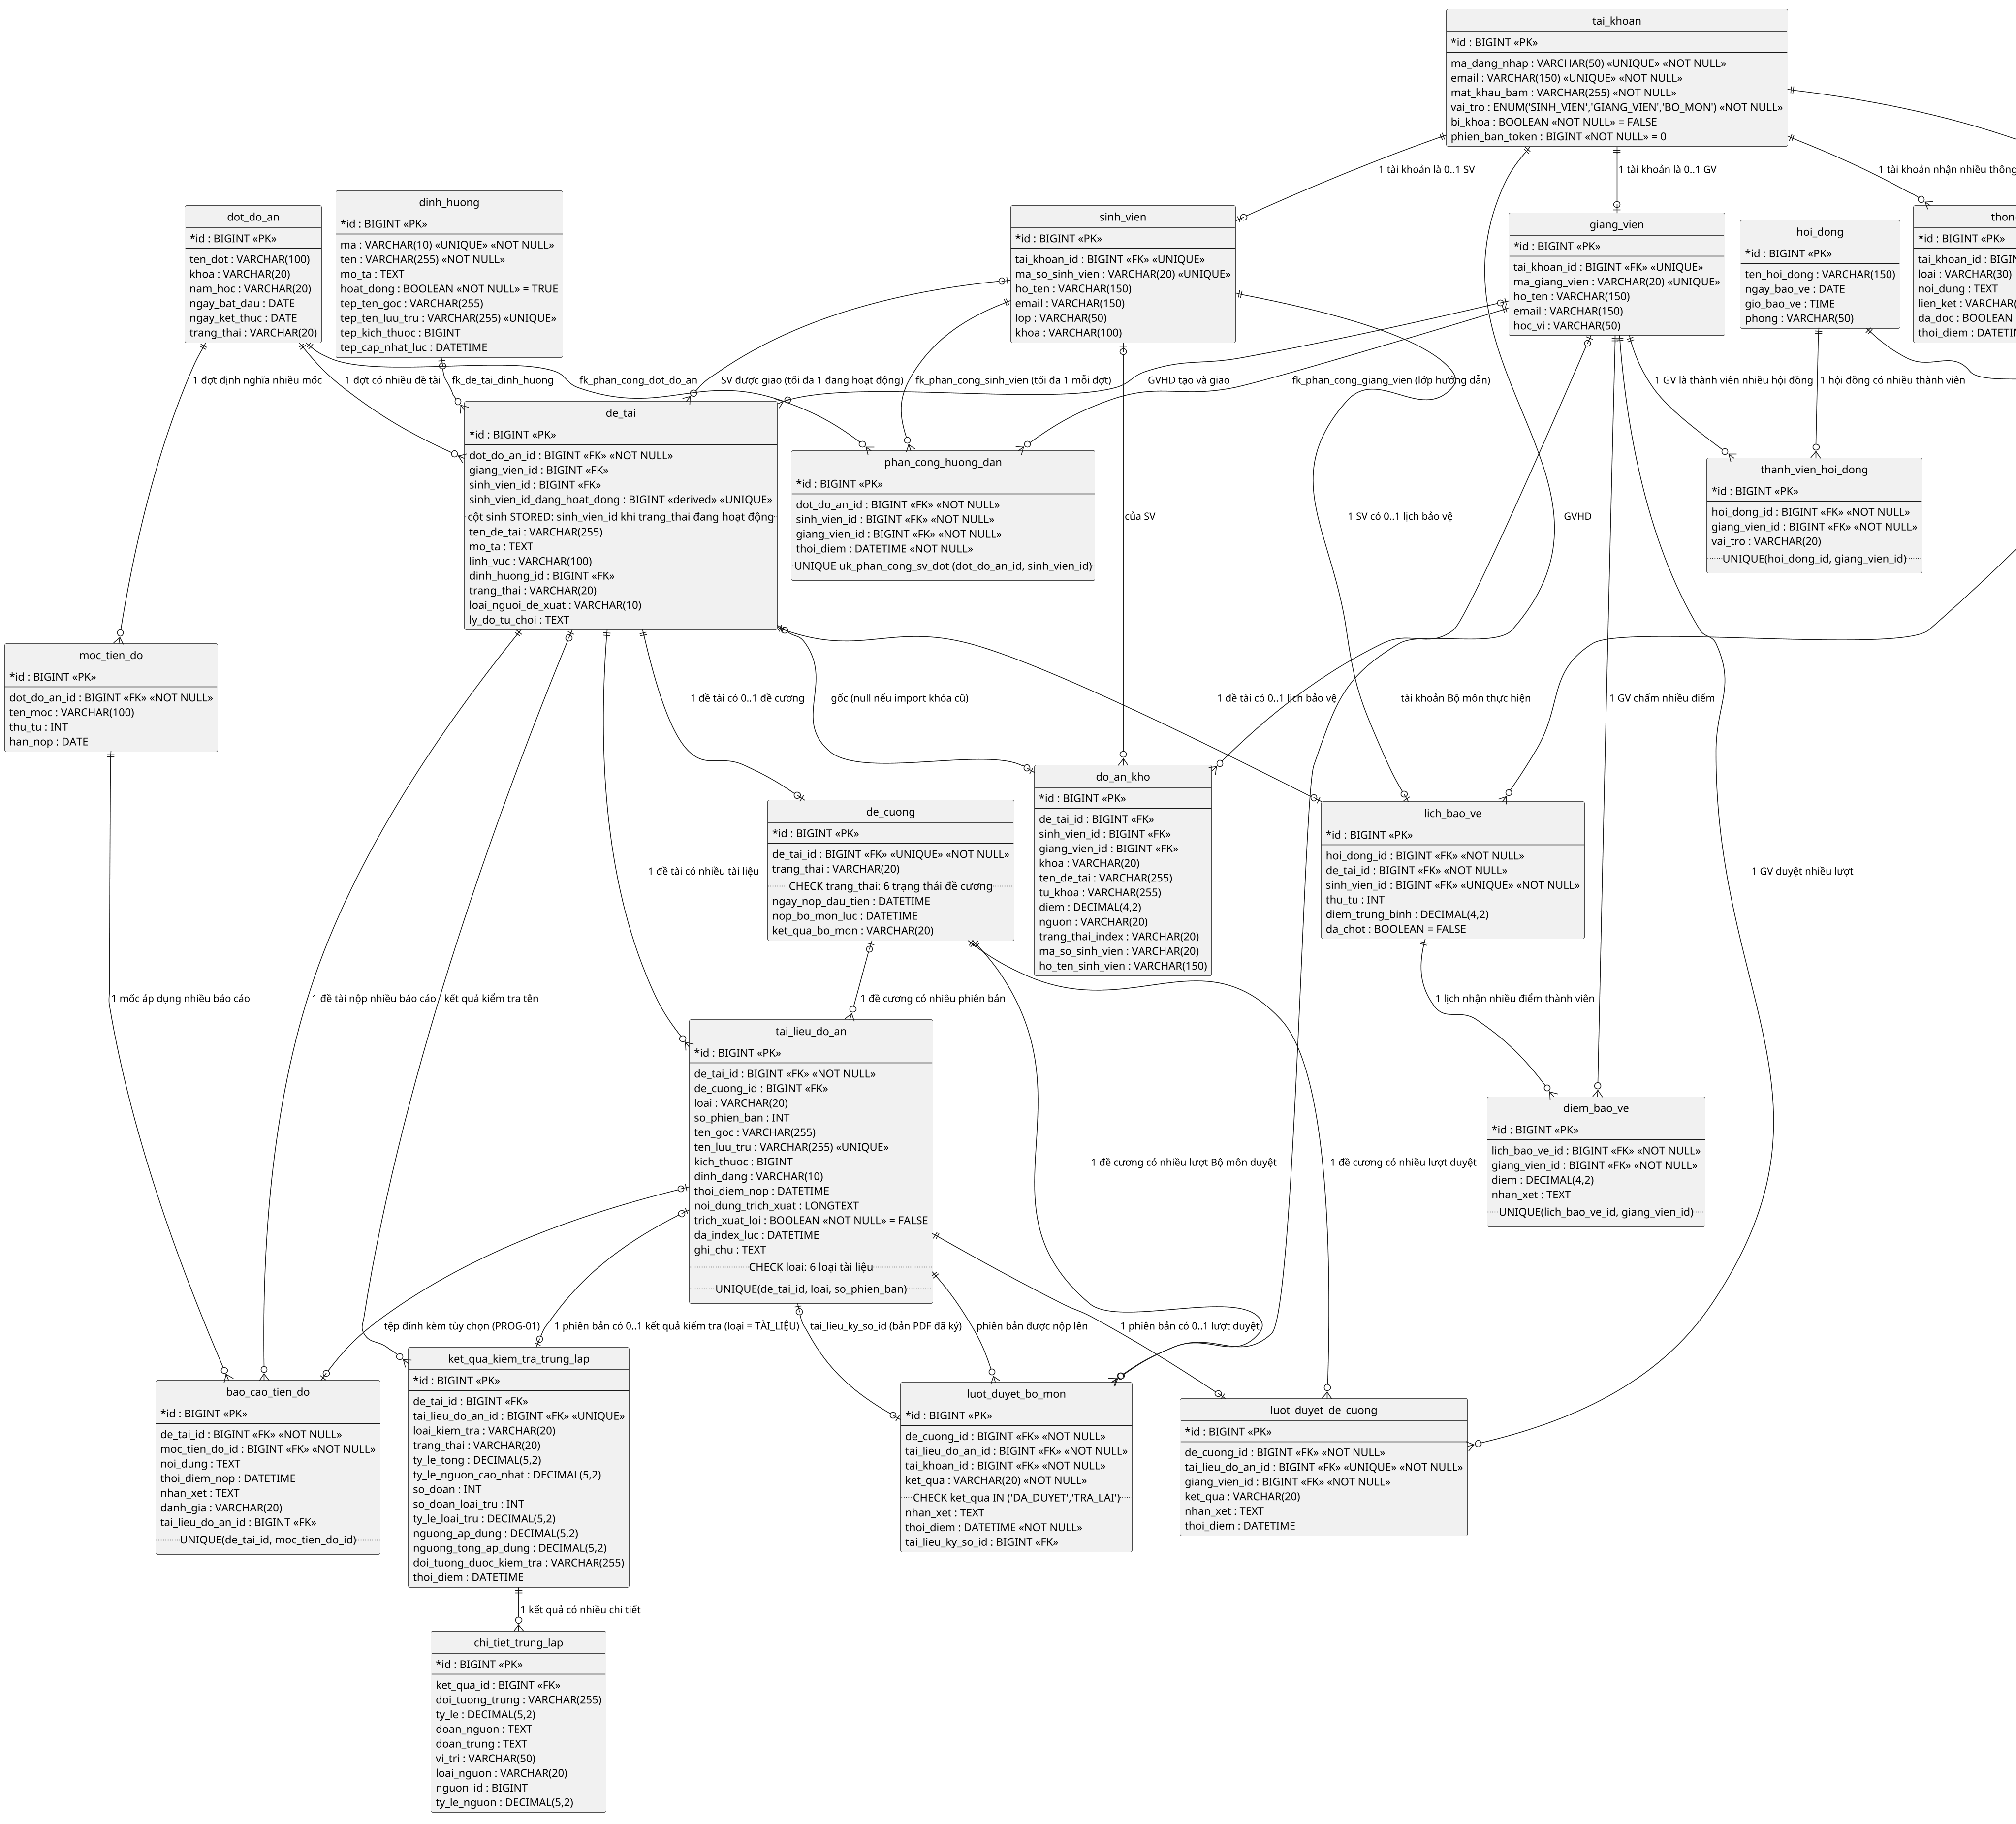 tai_khoan
*id : BIGINT «PK»
ma_dang_nhap : VARCHAR(50) «UNIQUE» «NOT NULL»
email : VARCHAR(150) «UNIQUE» «NOT NULL»
mat_khau_bam : VARCHAR(255) «NOT NULL»
vai_tro : ENUM('SINH_VIEN','GIANG_VIEN','BO_MON') «NOT NULL»
bi_khoa : BOOLEAN «NOT NULL» = FALSE
phien_ban_token : BIGINT «NOT NULL» = 0
1 tài khoản là 0..1 SV
1 tài khoản là 0..1 GV
1 tài khoản nhận nhiều thông
dot_do_an
*id : BIGINT «PK»
ten_dot : VARCHAR(100)
khoa : VARCHAR(20)
nam_hoc : VARCHAR(20)
ngay_bat_dau : DATE
ngay_ket_thuc : DATE
trang_thai : VARCHAR(20)
dinh_huong
*id : BIGINT «PK»
ma : VARCHAR(10) «UNIQUE» «NOT NULL»
ten : VARCHAR(255) «NOT NULL»
mo_ta : TEXT
hoat_dong : BOOLEAN «NOT NULL» = TRUE
tep_ten_goc : VARCHAR(255)
tep_ten_luu_tru : VARCHAR(255) «UNIQUE»
tep_kich_thuoc : BIGINT
tep_cap_nhat_luc : DATETIME
sinh_vien
*id : BIGINT «PK»
tai_khoan_id : BIGINT «FK» «UNIQUE»
ma_so_sinh_vien : VARCHAR(20) «UNIQUE»
ho_ten : VARCHAR(150)
email : VARCHAR(150)
lop : VARCHAR(50)
khoa : VARCHAR(100)
giang_vien
*id : BIGINT «PK»
tai_khoan_id : BIGINT «FK» «UNIQUE»
ma_giang_vien : VARCHAR(20) «UNIQUE»
ho_ten : VARCHAR(150)
email : VARCHAR(150)
hoc_vi : VARCHAR(50)
hoi_dong
*id : BIGINT «PK»
ten_hoi_dong : VARCHAR(150)
ngay_bao_ve : DATE
gio_bao_ve : TIME
phong : VARCHAR(50)
thong
*id : BIGINT «PK»
tai_khoan_id : BIGIN
loai : VARCHAR(30)
noi_dung : TEXT
lien_ket : VARCHAR(
da_doc : BOOLEAN
thoi_diem : DATETIM
1 đợt định nghĩa nhiều mốc
1 đợt có nhiều đề tài
fk_de_tai_dinh_huong
fk_phan_cong_dot_do_an
SV được giao (tối đa 1 đang hoạt động)
fk_phan_cong_sinh_vien (tối đa 1 mỗi đợt)
GVHD tạo và giao
fk_phan_cong_giang_vien (lớp hướng dẫn)
1 GV là thành viên nhiều hội đồng
1 hội đồng có nhiều thành viên
de_tai
*id : BIGINT «PK»
dot_do_an_id : BIGINT «FK» «NOT NULL»
giang_vien_id : BIGINT «FK»
sinh_vien_id : BIGINT «FK»
sinh_vien_id_dang_hoat_dong : BIGINT «derived» «UNIQUE»
cột sinh STORED: sinh_vien_id khi trang_thai đang hoạt động
ten_de_tai : VARCHAR(255)
mo_ta : TEXT
linh_vuc : VARCHAR(100)
dinh_huong_id : BIGINT «FK»
trang_thai : VARCHAR(20)
loai_nguoi_de_xuat : VARCHAR(10)
ly_do_tu_choi : TEXT
phan_cong_huong_dan
*id : BIGINT «PK»
dot_do_an_id : BIGINT «FK» «NOT NULL»
sinh_vien_id : BIGINT «FK» «NOT NULL»
giang_vien_id : BIGINT «FK» «NOT NULL»
thoi_diem : DATETIME «NOT NULL»
UNIQUE uk_phan_cong_sv_dot (dot_do_an_id, sinh_vien_id)
thanh_vien_hoi_dong
*id : BIGINT «PK»
hoi_dong_id : BIGINT «FK» «NOT NULL»
giang_vien_id : BIGINT «FK» «NOT NULL»
vai_tro : VARCHAR(20)
UNIQUE(hoi_dong_id, giang_vien_id)
của SV
1 SV có 0..1 lịch bảo vệ
GVHD
moc_tien_do
*id : BIGINT «PK»
dot_do_an_id : BIGINT «FK» «NOT NULL»
ten_moc : VARCHAR(100)
thu_tu : INT
han_nop : DATE
1 đề tài có 0..1 đề cương
gốc (null nếu import khóa cũ)
1 đề tài có 0..1 lịch bảo vệ
tài khoản Bộ môn thực hiện
1 GV chấm nhiều điểm
do_an_kho
*id : BIGINT «PK»
de_tai_id : BIGINT «FK»
sinh_vien_id : BIGINT «FK»
giang_vien_id : BIGINT «FK»
khoa : VARCHAR(20)
ten_de_tai : VARCHAR(255)
tu_khoa : VARCHAR(255)
diem : DECIMAL(4,2)
nguon : VARCHAR(20)
trang_thai_index : VARCHAR(20)
ma_so_sinh_vien : VARCHAR(20)
ho_ten_sinh_vien : VARCHAR(150)
de_cuong
*id : BIGINT «PK»
de_tai_id : BIGINT «FK» «UNIQUE» «NOT NULL»
trang_thai : VARCHAR(20)
CHECK trang_thai: 6 trạng thái đề cương
ngay_nop_dau_tien : DATETIME
nop_bo_mon_luc : DATETIME
ket_qua_bo_mon : VARCHAR(20)
lich_bao_ve
*id : BIGINT «PK»
hoi_dong_id : BIGINT «FK» «NOT NULL»
de_tai_id : BIGINT «FK» «NOT NULL»
sinh_vien_id : BIGINT «FK» «UNIQUE» «NOT NULL»
thu_tu : INT
diem_trung_binh : DECIMAL(4,2)
da_chot : BOOLEAN = FALSE
1 đề tài có nhiều tài liệu
1 GV duyệt nhiều lượt
1 mốc áp dụng nhiều báo cáo
1 đề tài nộp nhiều báo cáo
kết quả kiểm tra tên
1 đề cương có nhiều phiên bản
1 lịch nhận nhiều điểm thành viên
tai_lieu_do_an
*id : BIGINT «PK»
de_tai_id : BIGINT «FK» «NOT NULL»
de_cuong_id : BIGINT «FK»
loai : VARCHAR(20)
so_phien_ban : INT
ten_goc : VARCHAR(255)
ten_luu_tru : VARCHAR(255) «UNIQUE»
kich_thuoc : BIGINT
dinh_dang : VARCHAR(10)
thoi_diem_nop : DATETIME
noi_dung_trich_xuat : LONGTEXT
trich_xuat_loi : BOOLEAN «NOT NULL» = FALSE
da_index_luc : DATETIME
ghi_chu : TEXT
CHECK loai: 6 loại tài liệu
UNIQUE(de_tai_id, loai, so_phien_ban)
diem_bao_ve
*id : BIGINT «PK»
lich_bao_ve_id : BIGINT «FK» «NOT NULL»
giang_vien_id : BIGINT «FK» «NOT NULL»
diem : DECIMAL(4,2)
nhan_xet : TEXT
UNIQUE(lich_bao_ve_id, giang_vien_id)
1 đề cương có nhiều lượt Bộ môn duyệt
1 đề cương có nhiều lượt duyệt
tệp đính kèm tùy chọn (PROG-01)
1 phiên bản có 0..1 kết quả kiểm tra (loại = TÀI_LIỆU)
tai_lieu_ky_so_id (bản PDF đã ký)
phiên bản được nộp lên
1 phiên bản có 0..1 lượt duyệt
bao_cao_tien_do
*id : BIGINT «PK»
de_tai_id : BIGINT «FK» «NOT NULL»
moc_tien_do_id : BIGINT «FK» «NOT NULL»
noi_dung : TEXT
thoi_diem_nop : DATETIME
nhan_xet : TEXT
danh_gia : VARCHAR(20)
tai_lieu_do_an_id : BIGINT «FK»
UNIQUE(de_tai_id, moc_tien_do_id)
ket_qua_kiem_tra_trung_lap
*id : BIGINT «PK»
de_tai_id : BIGINT «FK»
tai_lieu_do_an_id : BIGINT «FK» «UNIQUE»
loai_kiem_tra : VARCHAR(20)
trang_thai : VARCHAR(20)
ty_le_tong : DECIMAL(5,2)
ty_le_nguon_cao_nhat : DECIMAL(5,2)
so_doan : INT
so_doan_loai_tru : INT
ty_le_loai_tru : DECIMAL(5,2)
nguong_ap_dung : DECIMAL(5,2)
nguong_tong_ap_dung : DECIMAL(5,2)
doi_tuong_duoc_kiem_tra : VARCHAR(255)
thoi_diem : DATETIME
luot_duyet_bo_mon
*id : BIGINT «PK»
de_cuong_id : BIGINT «FK» «NOT NULL»
tai_lieu_do_an_id : BIGINT «FK» «NOT NULL»
tai_khoan_id : BIGINT «FK» «NOT NULL»
ket_qua : VARCHAR(20) «NOT NULL»
CHECK ket_qua IN ('DA_DUYET','TRA_LAI')
nhan_xet : TEXT
thoi_diem : DATETIME «NOT NULL»
tai_lieu_ky_so_id : BIGINT «FK»
luot_duyet_de_cuong
*id : BIGINT «PK»
de_cuong_id : BIGINT «FK» «NOT NULL»
tai_lieu_do_an_id : BIGINT «FK» «UNIQUE» «NOT NULL»
giang_vien_id : BIGINT «FK» «NOT NULL»
ket_qua : VARCHAR(20)
nhan_xet : TEXT
thoi_diem : DATETIME
1 kết quả có nhiều chi tiết
chi_tiet_trung_lap
*id : BIGINT «PK»
ket_qua_id : BIGINT «FK»
doi_tuong_trung : VARCHAR(255)
ty_le : DECIMAL(5,2)
doan_nguon : TEXT
doan_trung : TEXT
vi_tri : VARCHAR(50)
loai_nguon : VARCHAR(20)
nguon_id : BIGINT
ty_le_nguon : DECIMAL(5,2)